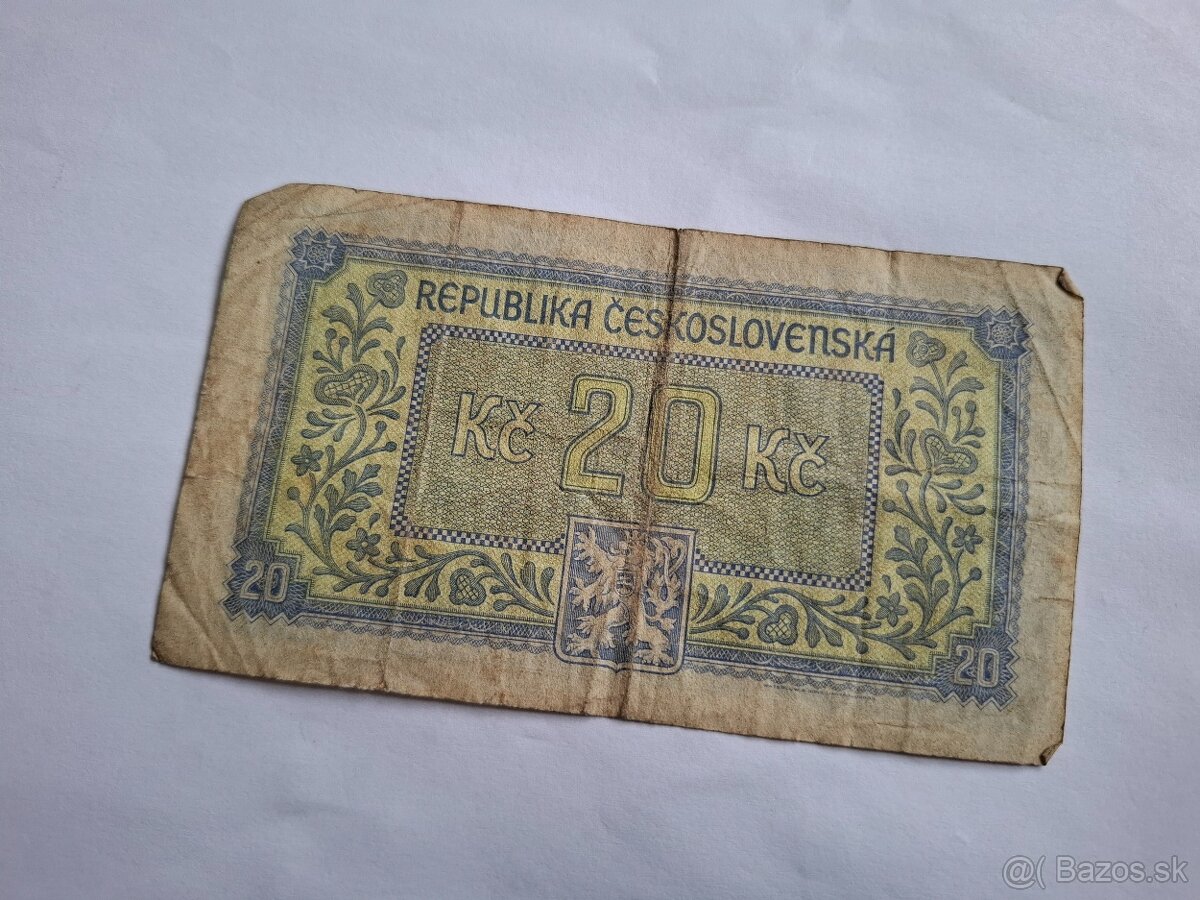 REPUBLIKA ČESKOSLOVENSKÁ
Kč 20 Kč
20
20
@( Bazos.sk